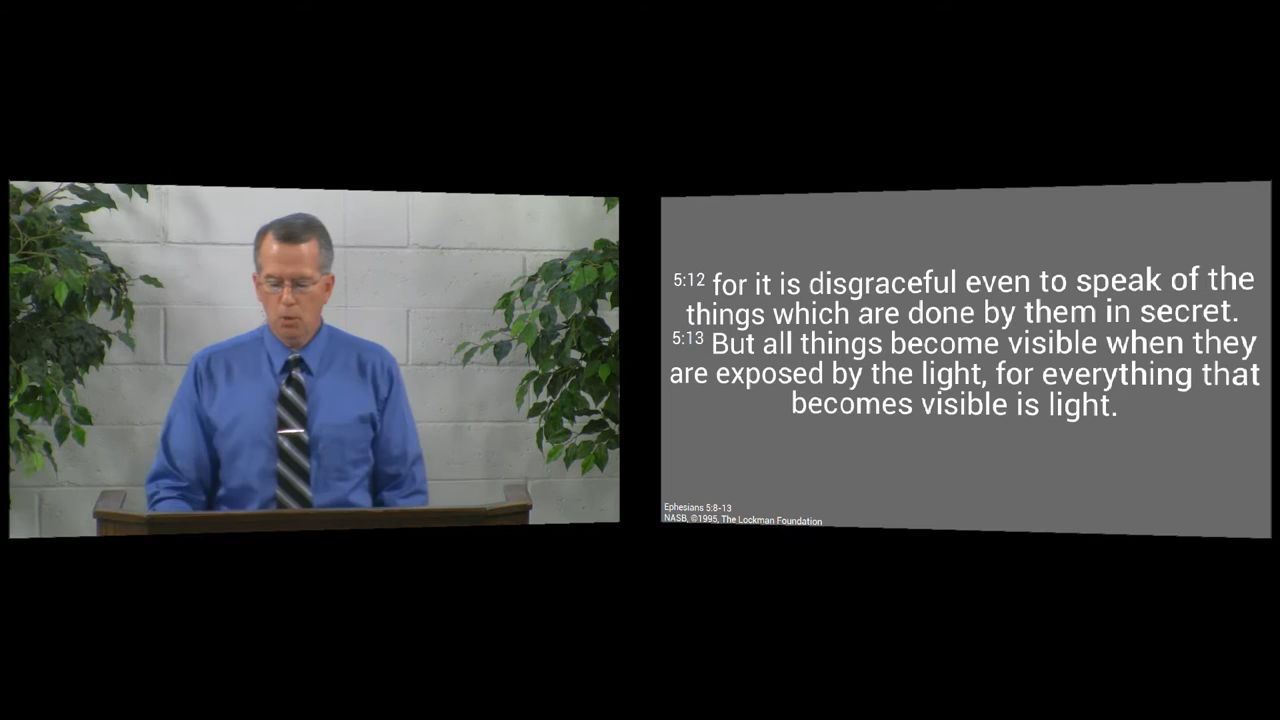 5:12 for it is disgraceful even to speak of the
things which are done by them in secret.
5:13 But all things become visible when they
are exposed by the light, for everything that
becomes visible is light.
Ephesians 5:8-13
NASB, ©1995, The Lockman Foundation